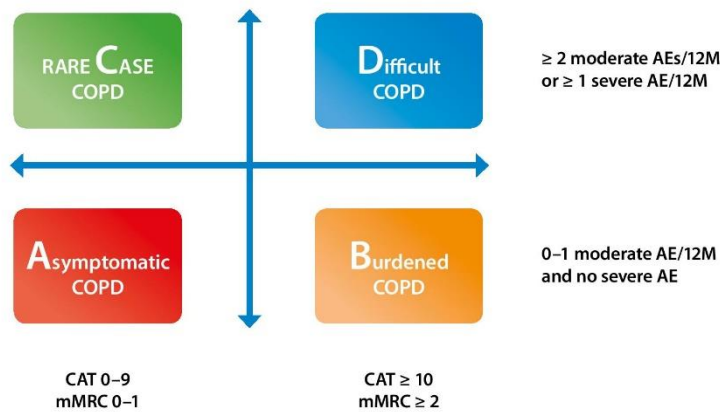 RARE CASE
COPD
Difficult
COPD
≥ 2 moderate AEs/12M
or ≥ 1 severe AE/12M
Asymptomatic
COPD
Burdened
COPD
0–1 moderate AE/12M
and no severe AE
CAT 0–9
mMRC 0–1
CAT ≥ 10
mMRC ≥ 2